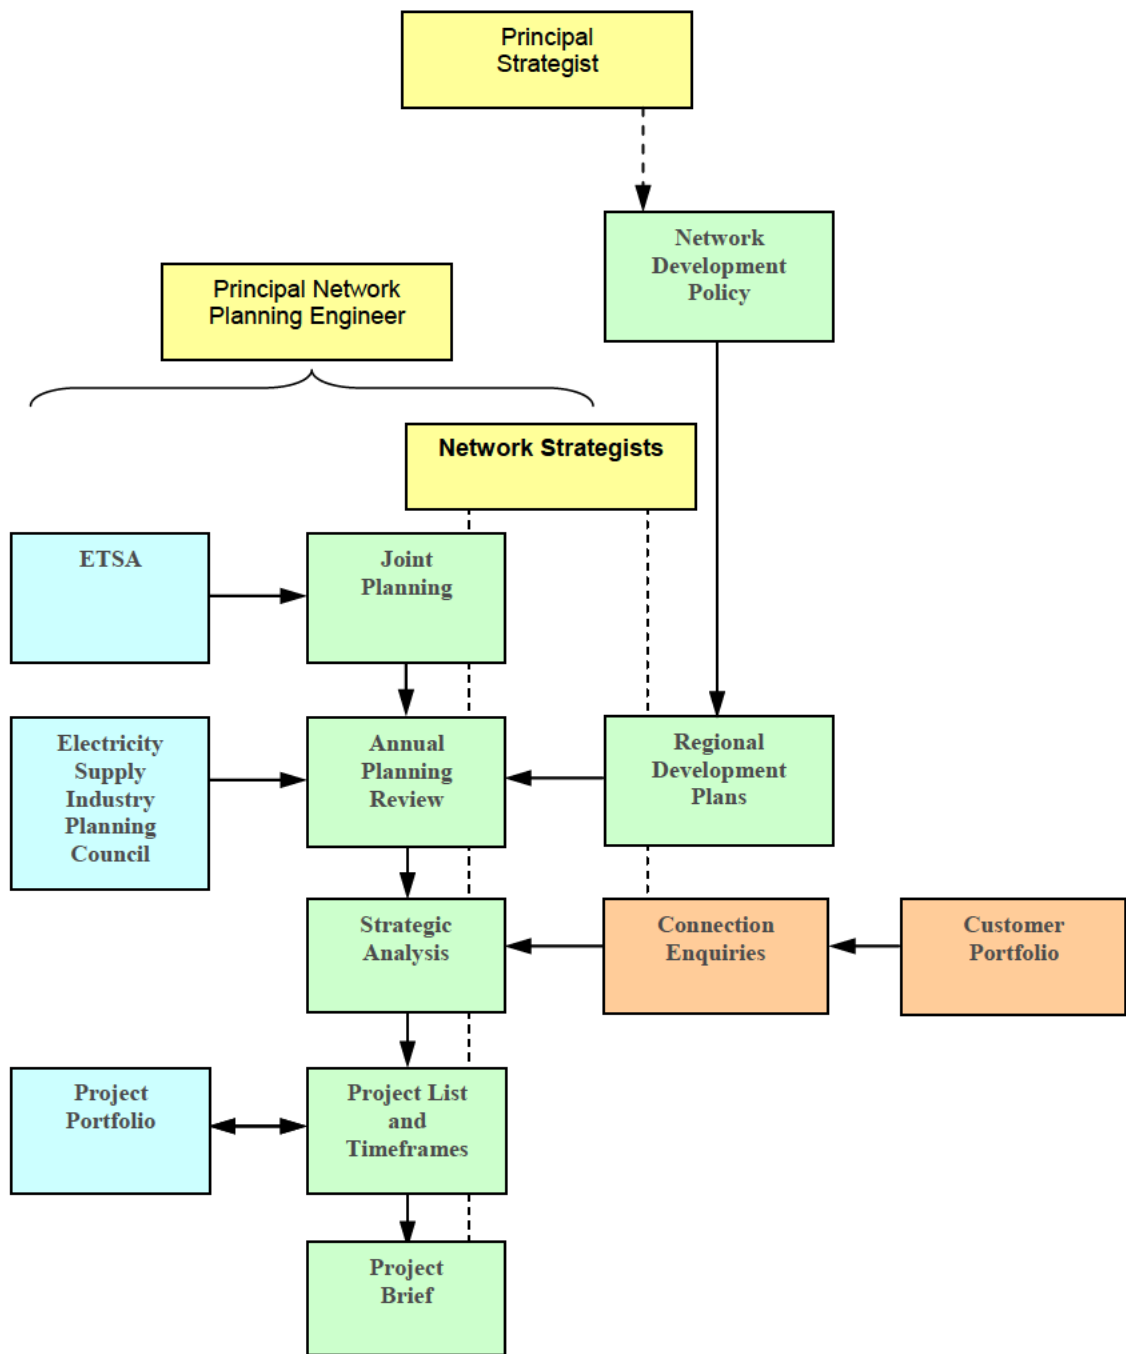 Principal
Strategist
Network
Development
Policy
Principal Network
Planning Engineer
Network Strategists
ETSA
Joint
Planning
Electricity
Supply
Industry
Planning
Council
Annual
Planning
Review
Regional
Development
Plans
Strategic
Analysis
Connection
Enquiries
Customer
Portfolio
Project
Portfolio
Project List
and
Timeframes
Project
Brief